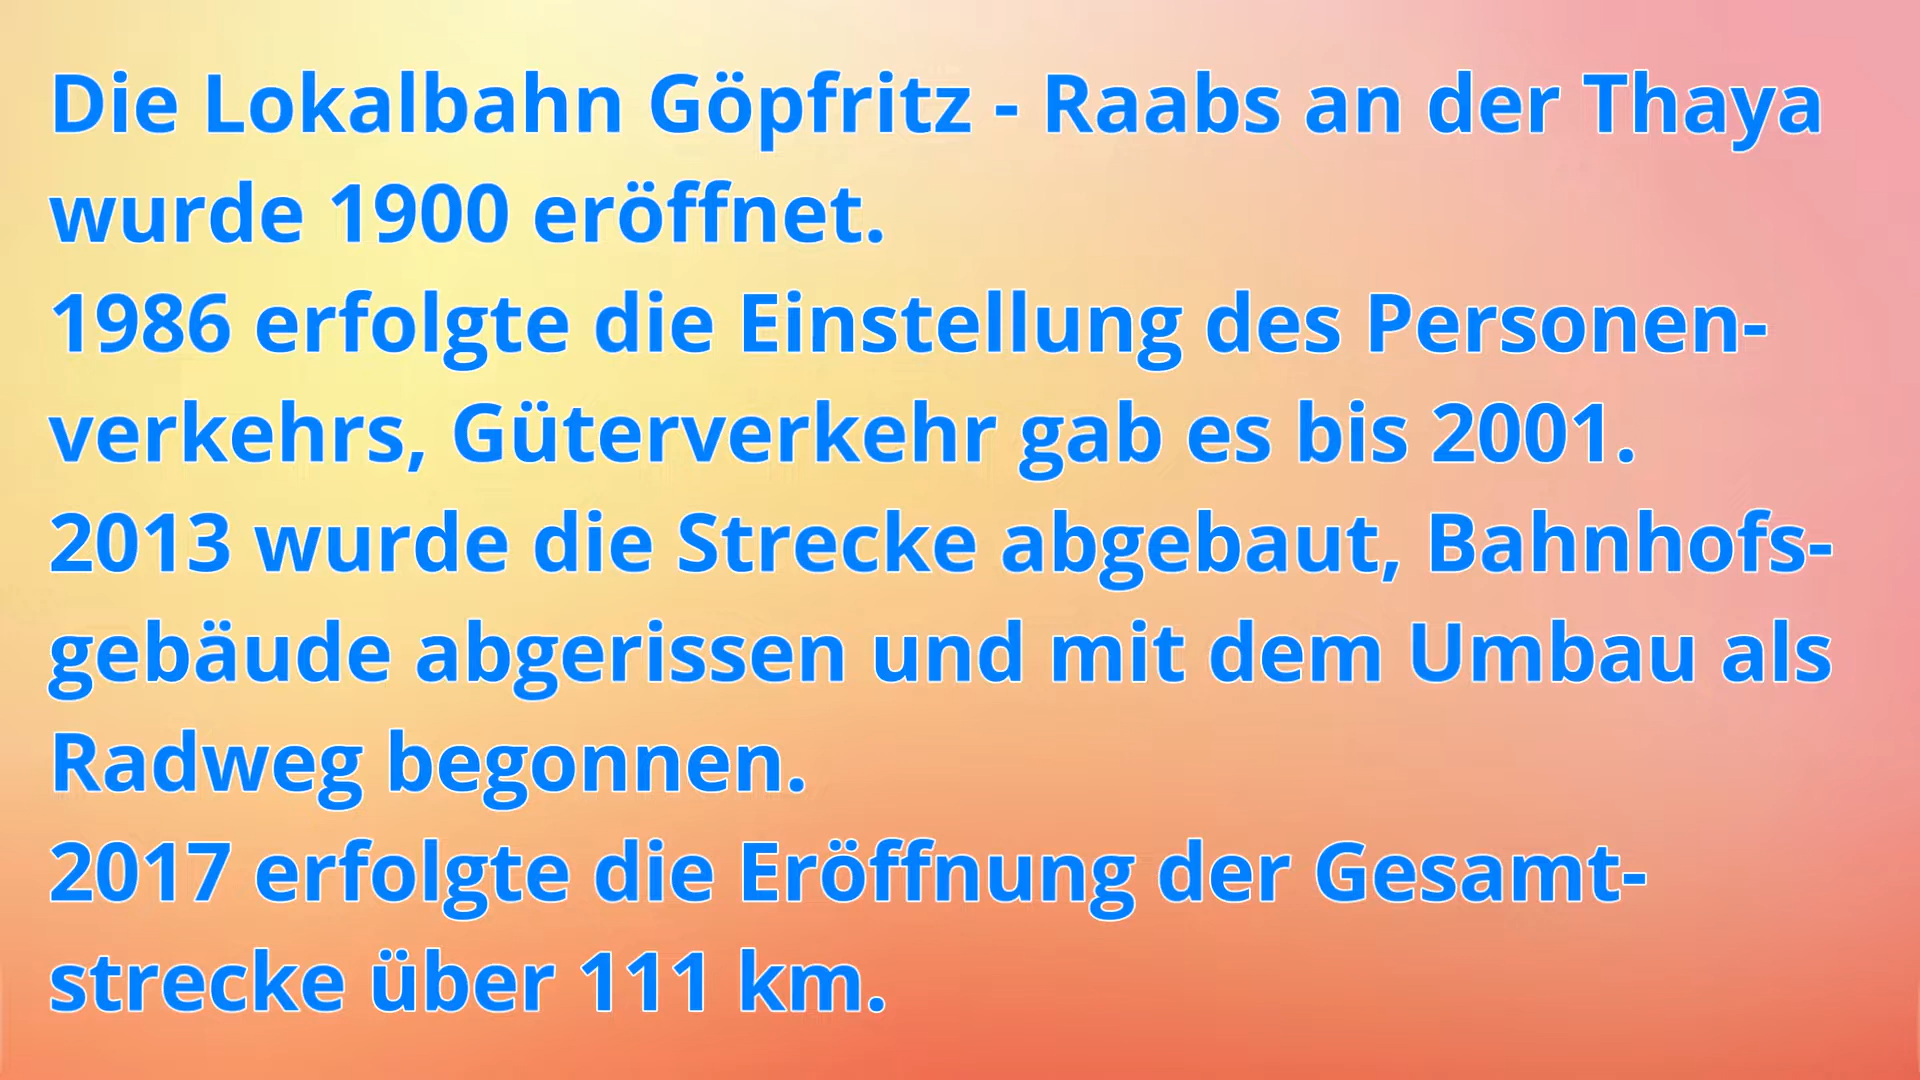 Die Lokalbahn Göpfritz - Raabs an der Thaya
wurde 1900 eröffnet.
1986 erfolgte die Einstellung des Personen-
verkehrs, Güterverkehr gab es bis 2001.
2013 wurde die Strecke abgebaut, Bahnhofs-
gebäude abgerissen und mit dem Umbau als
Radweg begonnen.
2017 erfolgte die Eröffnung der Gesamt-
strecke über 111 km.